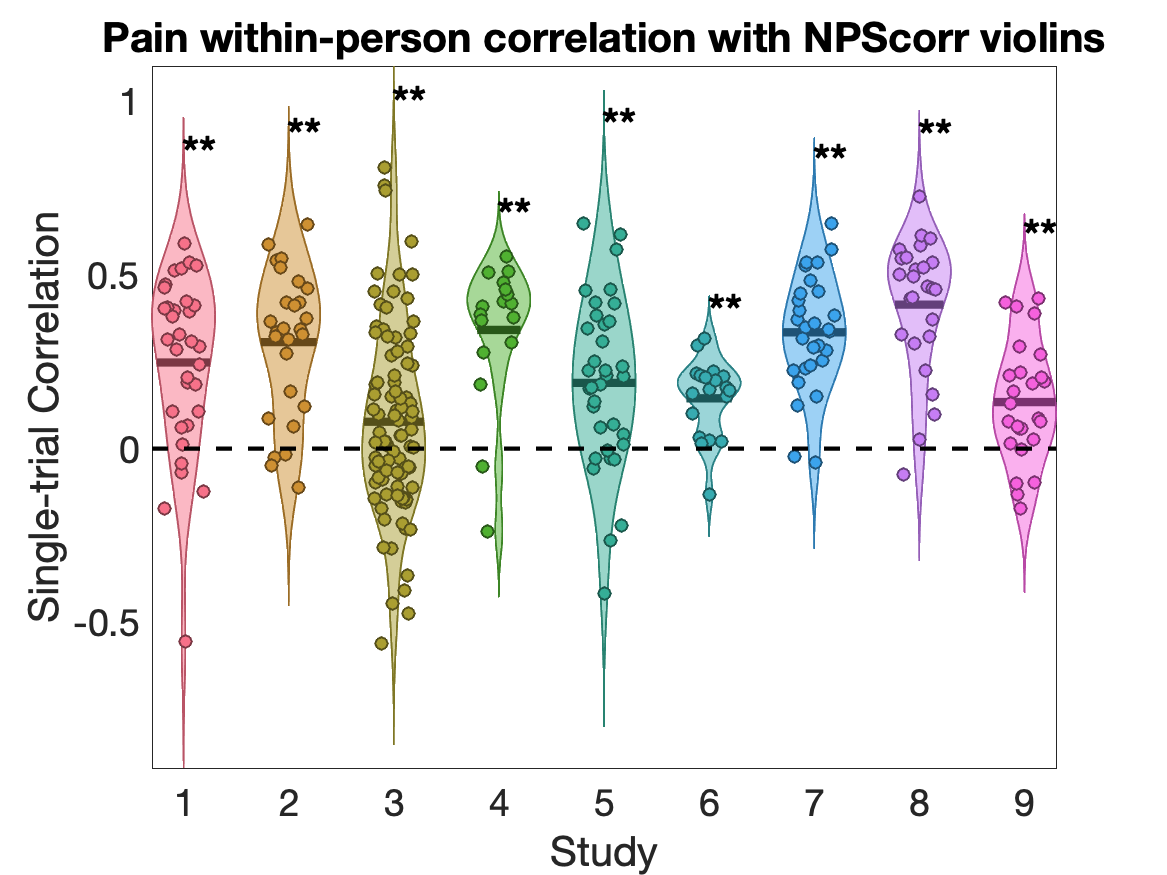 Pain within-person correlation with NPScorr violins
Single-trial Correlation
1
0.5
0
-0.5
** ** ** ** ** ** ** ** **
1 2 3 4 5 6 7 8 9
Study